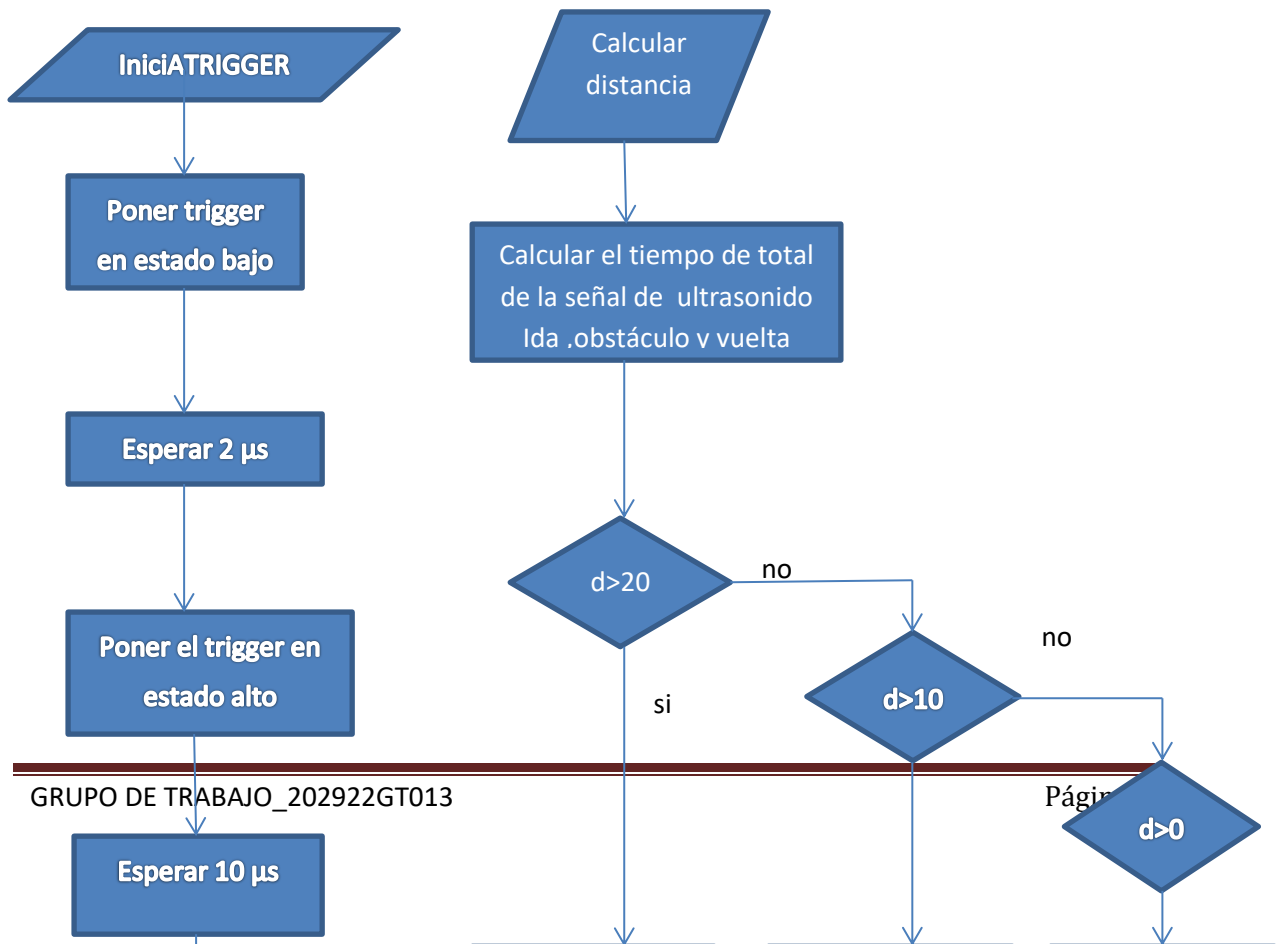 IniciATRIGGER
Poner trigger
en estado bajo
Esperar 2 µs
Poner el trigger en
estado alto
Esperar 10 µs
Calcular
distancia
Calcular el tiempo de total
de la señal de ultrasonido
Ida .obstáculo y vuelta
d>20
no
si
d>10
no
d>0
GRUPO DE TRABAJO_202922GT013